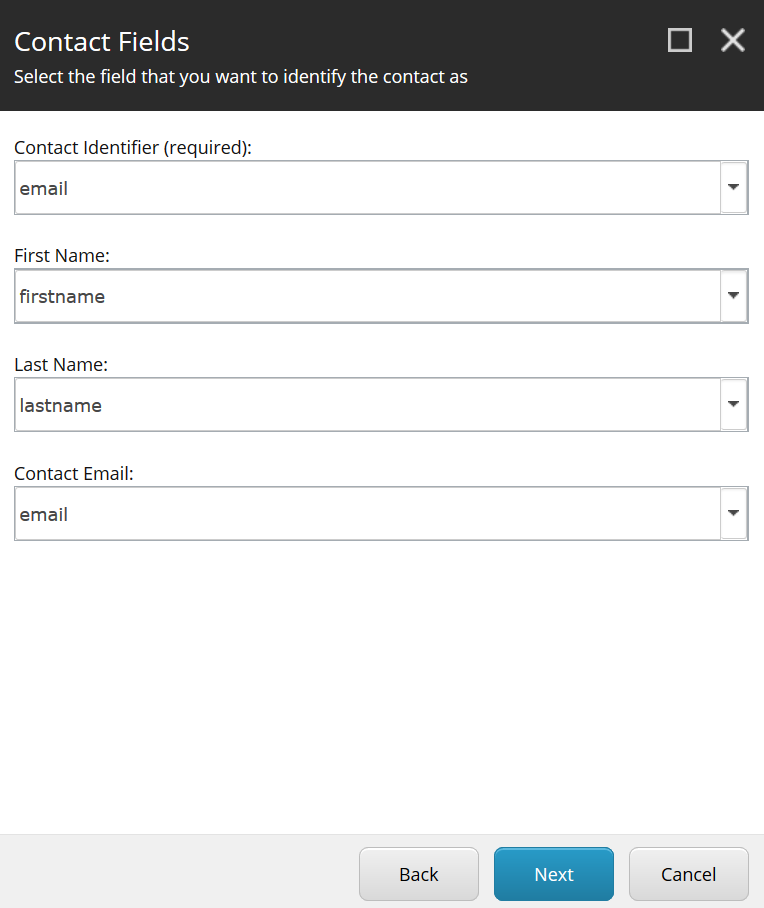 Contact Fields
Select the field that you want to identify the contact as
Contact Identifier (required):
email
First Name:
firstname
Last Name:
lastname
Contact Email:
email
Back
Next
Cancel